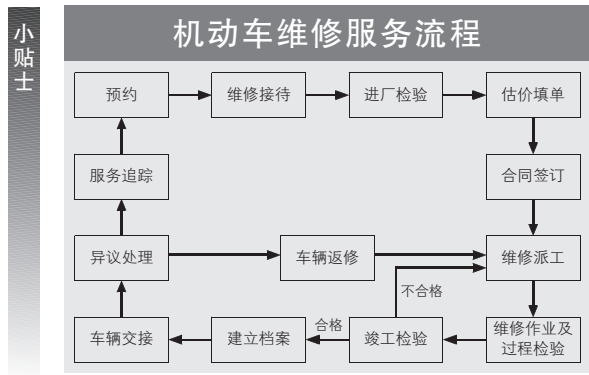 小贴士
机动车维修服务流程
预约
维修接待
进厂检验
估价填单
服务追踪
合同签订
异议处理
车辆返修
维修派工
不合格
车辆交接
建立档案
合格
竣工检验
维修作业及
过程检验